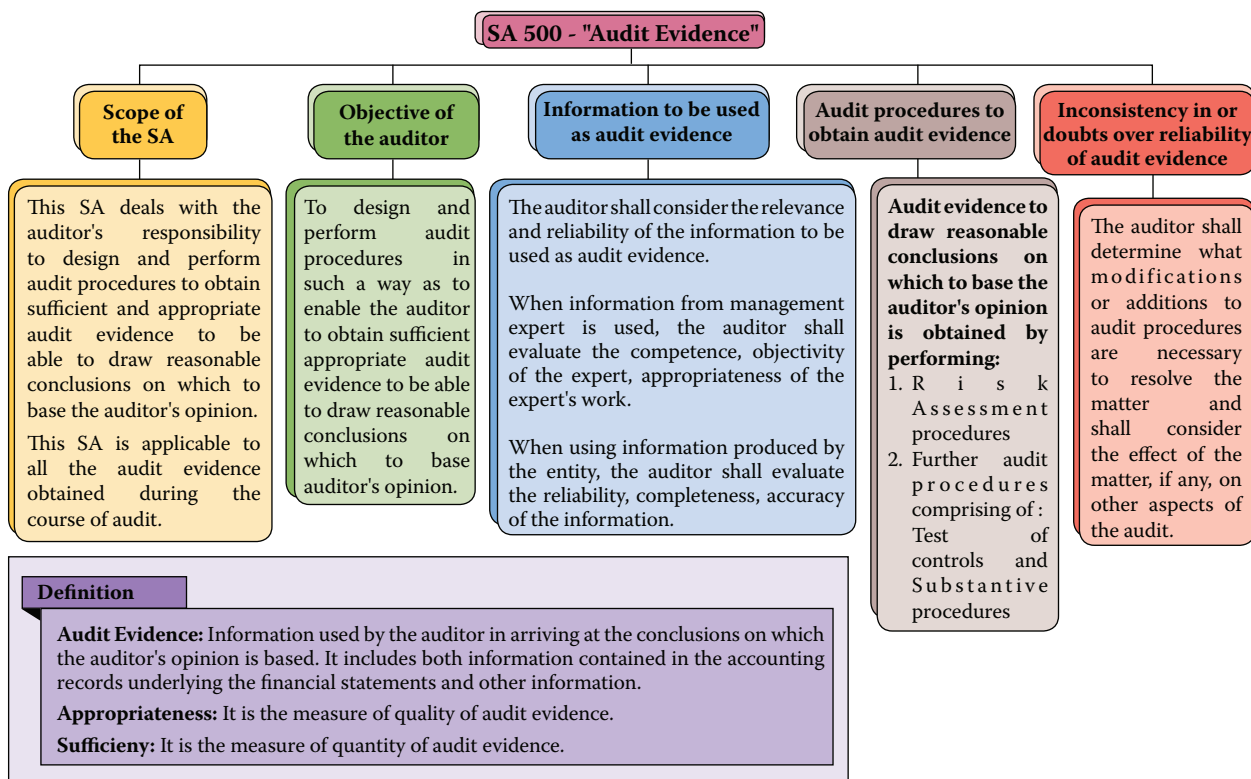 SA 500 - "Audit Evidence"
Scope of
the SA
This SA deals with the
auditor's responsibility
to design and perform
audit procedures to obtain
sufficient and appropriate
audit evidence to be
able to draw reasonable
conclusions on which to
base the auditor's opinion.
This SA is applicable to
all the audit evidence
obtained during the
course of audit.
Objective of
the auditor
To design and
perform audit
procedures in
such a way as to
enable the auditor
to obtain sufficient
appropriate audit
evidence to be able
to draw reasonable
conclusions on
which to base
auditor's opinion.
Information to be used
as audit evidence
The auditor shall consider the relevance
and reliability of the information to be
used as audit evidence.
When information from management
expert is used, the auditor shall
evaluate the competence, objectivity
of the expert, appropriateness of the
expert's work.
When using information produced by
the entity, the auditor shall evaluate
the reliability, completeness, accuracy
of the information.
Audit procedures to
obtain audit evidence
Audit evidence to
draw reasonable
conclusions on
which to base the
auditor's opinion
is obtained by
performing:
1. Risk
Assessment
procedures
2. Further audit
procedures
comprising of :
Test of
controls and
Substantive
procedures
Inconsistency in or
doubts over reliability
of audit evidence
The auditor shall
determine what
modifications
or additions to
audit procedures
are necessary
to resolve the
matter and
shall consider
the effect of the
matter, if any, on
other aspects of
the audit.
Definition
Audit Evidence: Information used by the auditor in arriving at the conclusions on which
the auditor's opinion is based. It includes both information contained in the accounting
records underlying the financial statements and other information.
Appropriateness: It is the measure of quality of audit evidence.
Sufficieny: It is the measure of quantity of audit evidence.